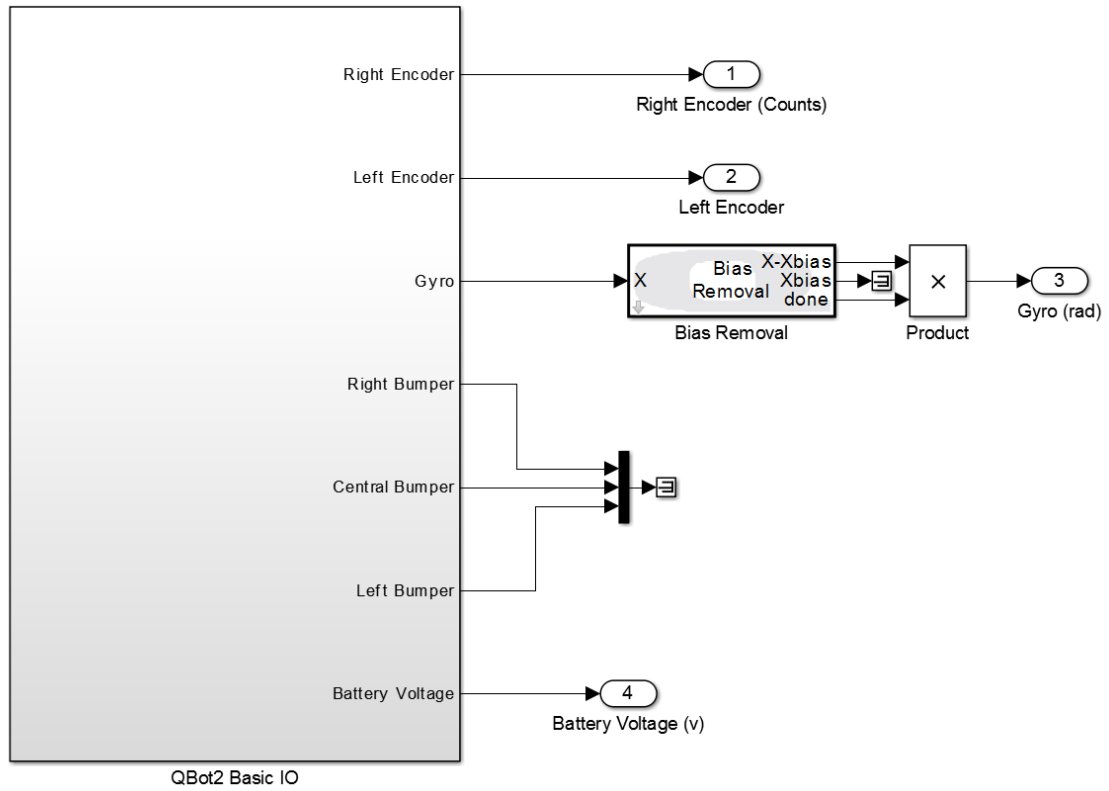 Right Encoder
1
Right Encoder (Counts)
Left Encoder
2
Left Encoder
Gyro
X
Bias
Removal
X-Xbias
Xbias
done
Bias Removal
×
Product
3
Gyro (rad)
Right Bumper
Central Bumper
Left Bumper
Battery Voltage
4
Battery Voltage (v)
QBot2 Basic IO